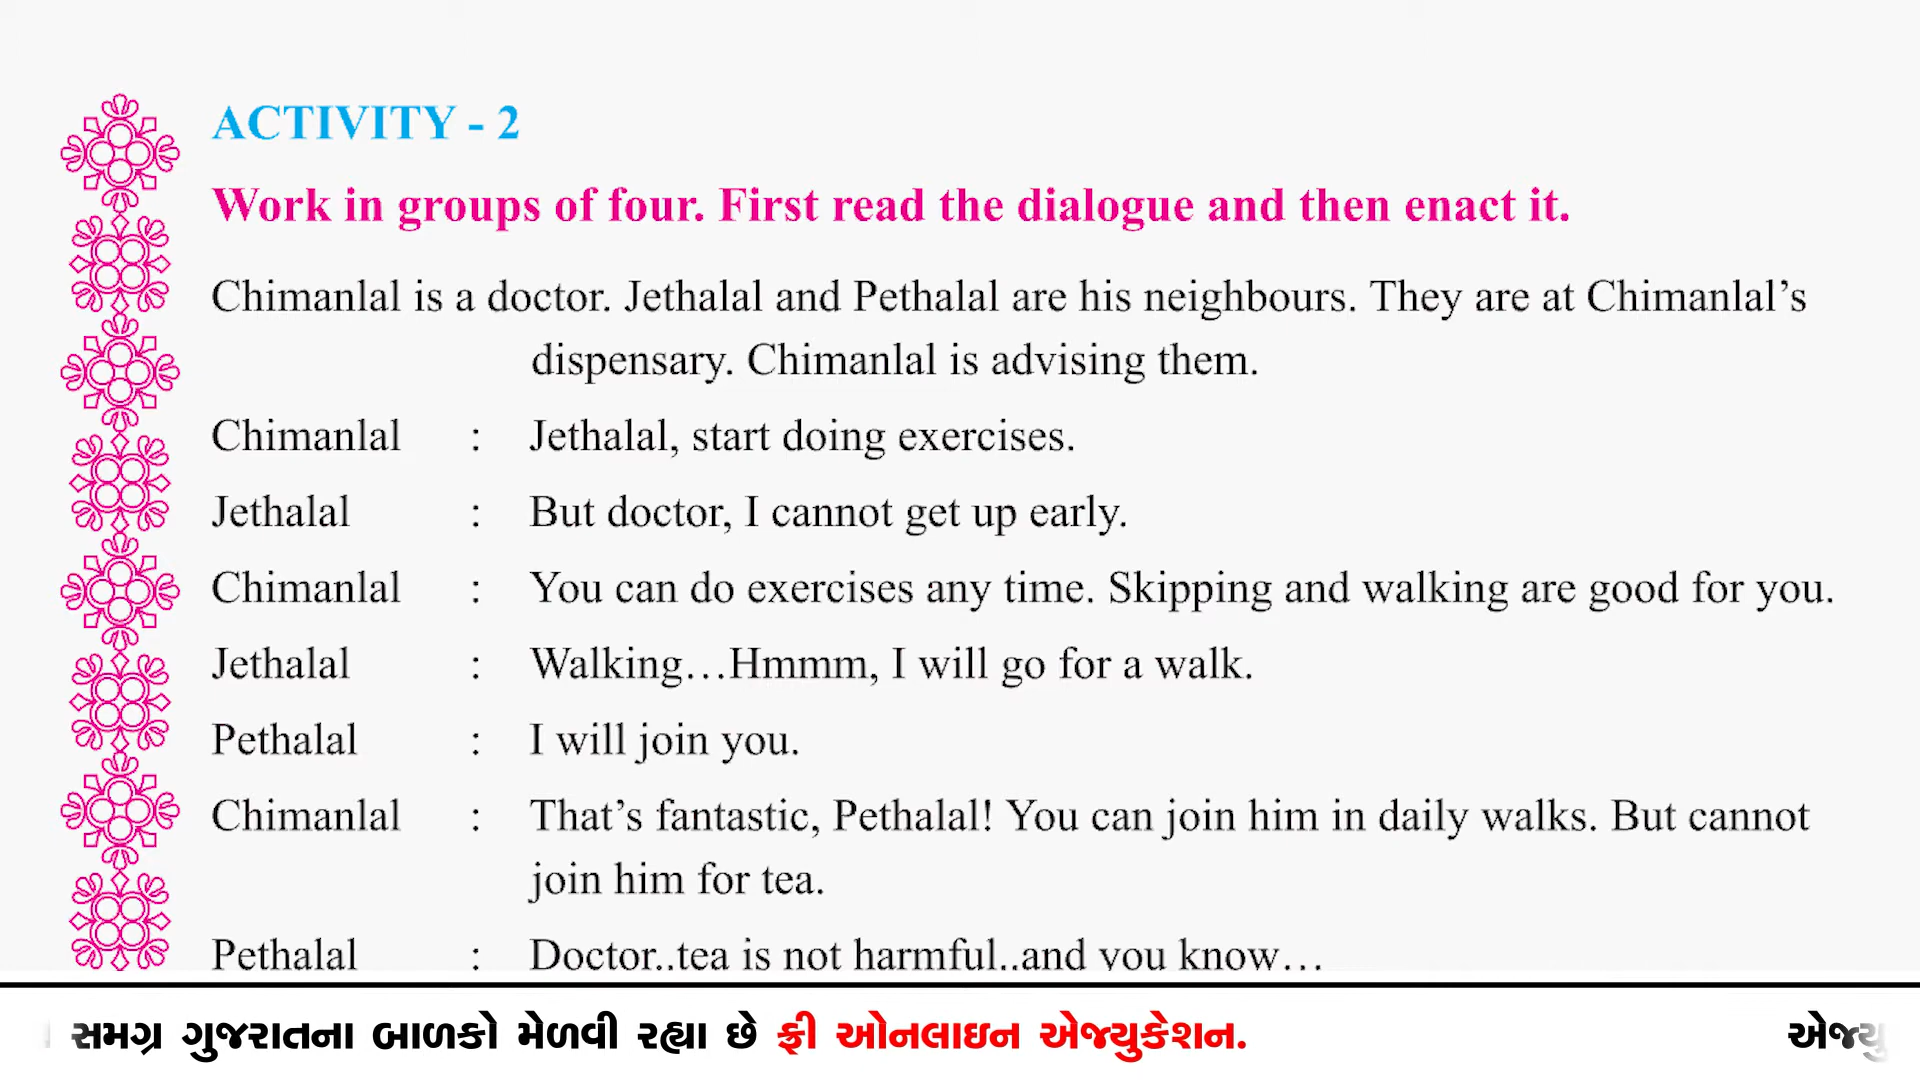 ACTIVITY - 2
Work in groups of four. First read the dialogue and then enact it.
Chimanlal is a doctor. Jethalal and Pethalal are his neighbours. They are at Chimanlal’s
dispensary. Chimanlal is advising them.
Chimanlal : Jethalal, start doing exercises.
Jethalal : But doctor, I cannot get up early.
Chimanlal : You can do exercises any time. Skipping and walking are good for you.
Jethalal : Walking…Hmmm, I will go for a walk.
Pethalal : I will join you.
Chimanlal : That’s fantastic, Pethalal! You can join him in daily walks. But cannot
join him for tea.
Pethalal : Doctor..tea is not harmful..and you know…
સમગ્ર ગુજરાતના બાળકો મેળવી રહ્યા છે ફ્રી ઓનલાઇન એજ્યુકેશન.